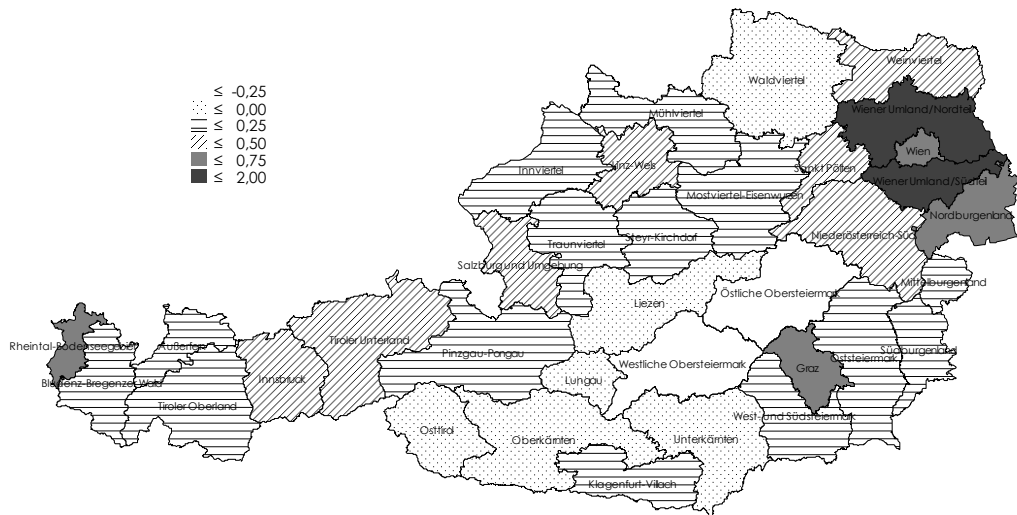 ≤ -0,25
≤ 0,00
≤ 0,25
≤ 0,50
≤ 0,75
≤ 2,00
Waldviertel
Weinviertel
Mühlviertel
Wiener Umland/Nordteil
Wien
Linz-Wels
Sankt Pölten
Innviertel
Wiener Umland/Südteil
Mostviertel-Eisenwurzen
Nordburgenland
Steyr-Kirchdorf
Niederösterreich-Süd
Traunviertel
Salzburg und Umgebung
Mittelburgenland
Östliche Obersteiermark
Liezen
Tiroler Unterland
Rheintal-Bodenseegebiet
Außerfern
Pinzgau-Pongau
Südburgenland
Oststeiermark
Westliche Obersteiermark
Graz
Innsbruck
Lungau
Bludenz-Bregenzer Wald
Tiroler Oberland
West- und Südsteiermark
Osttirol
Oberkärnten
Unterkärnten
Klagenfurt-Villach